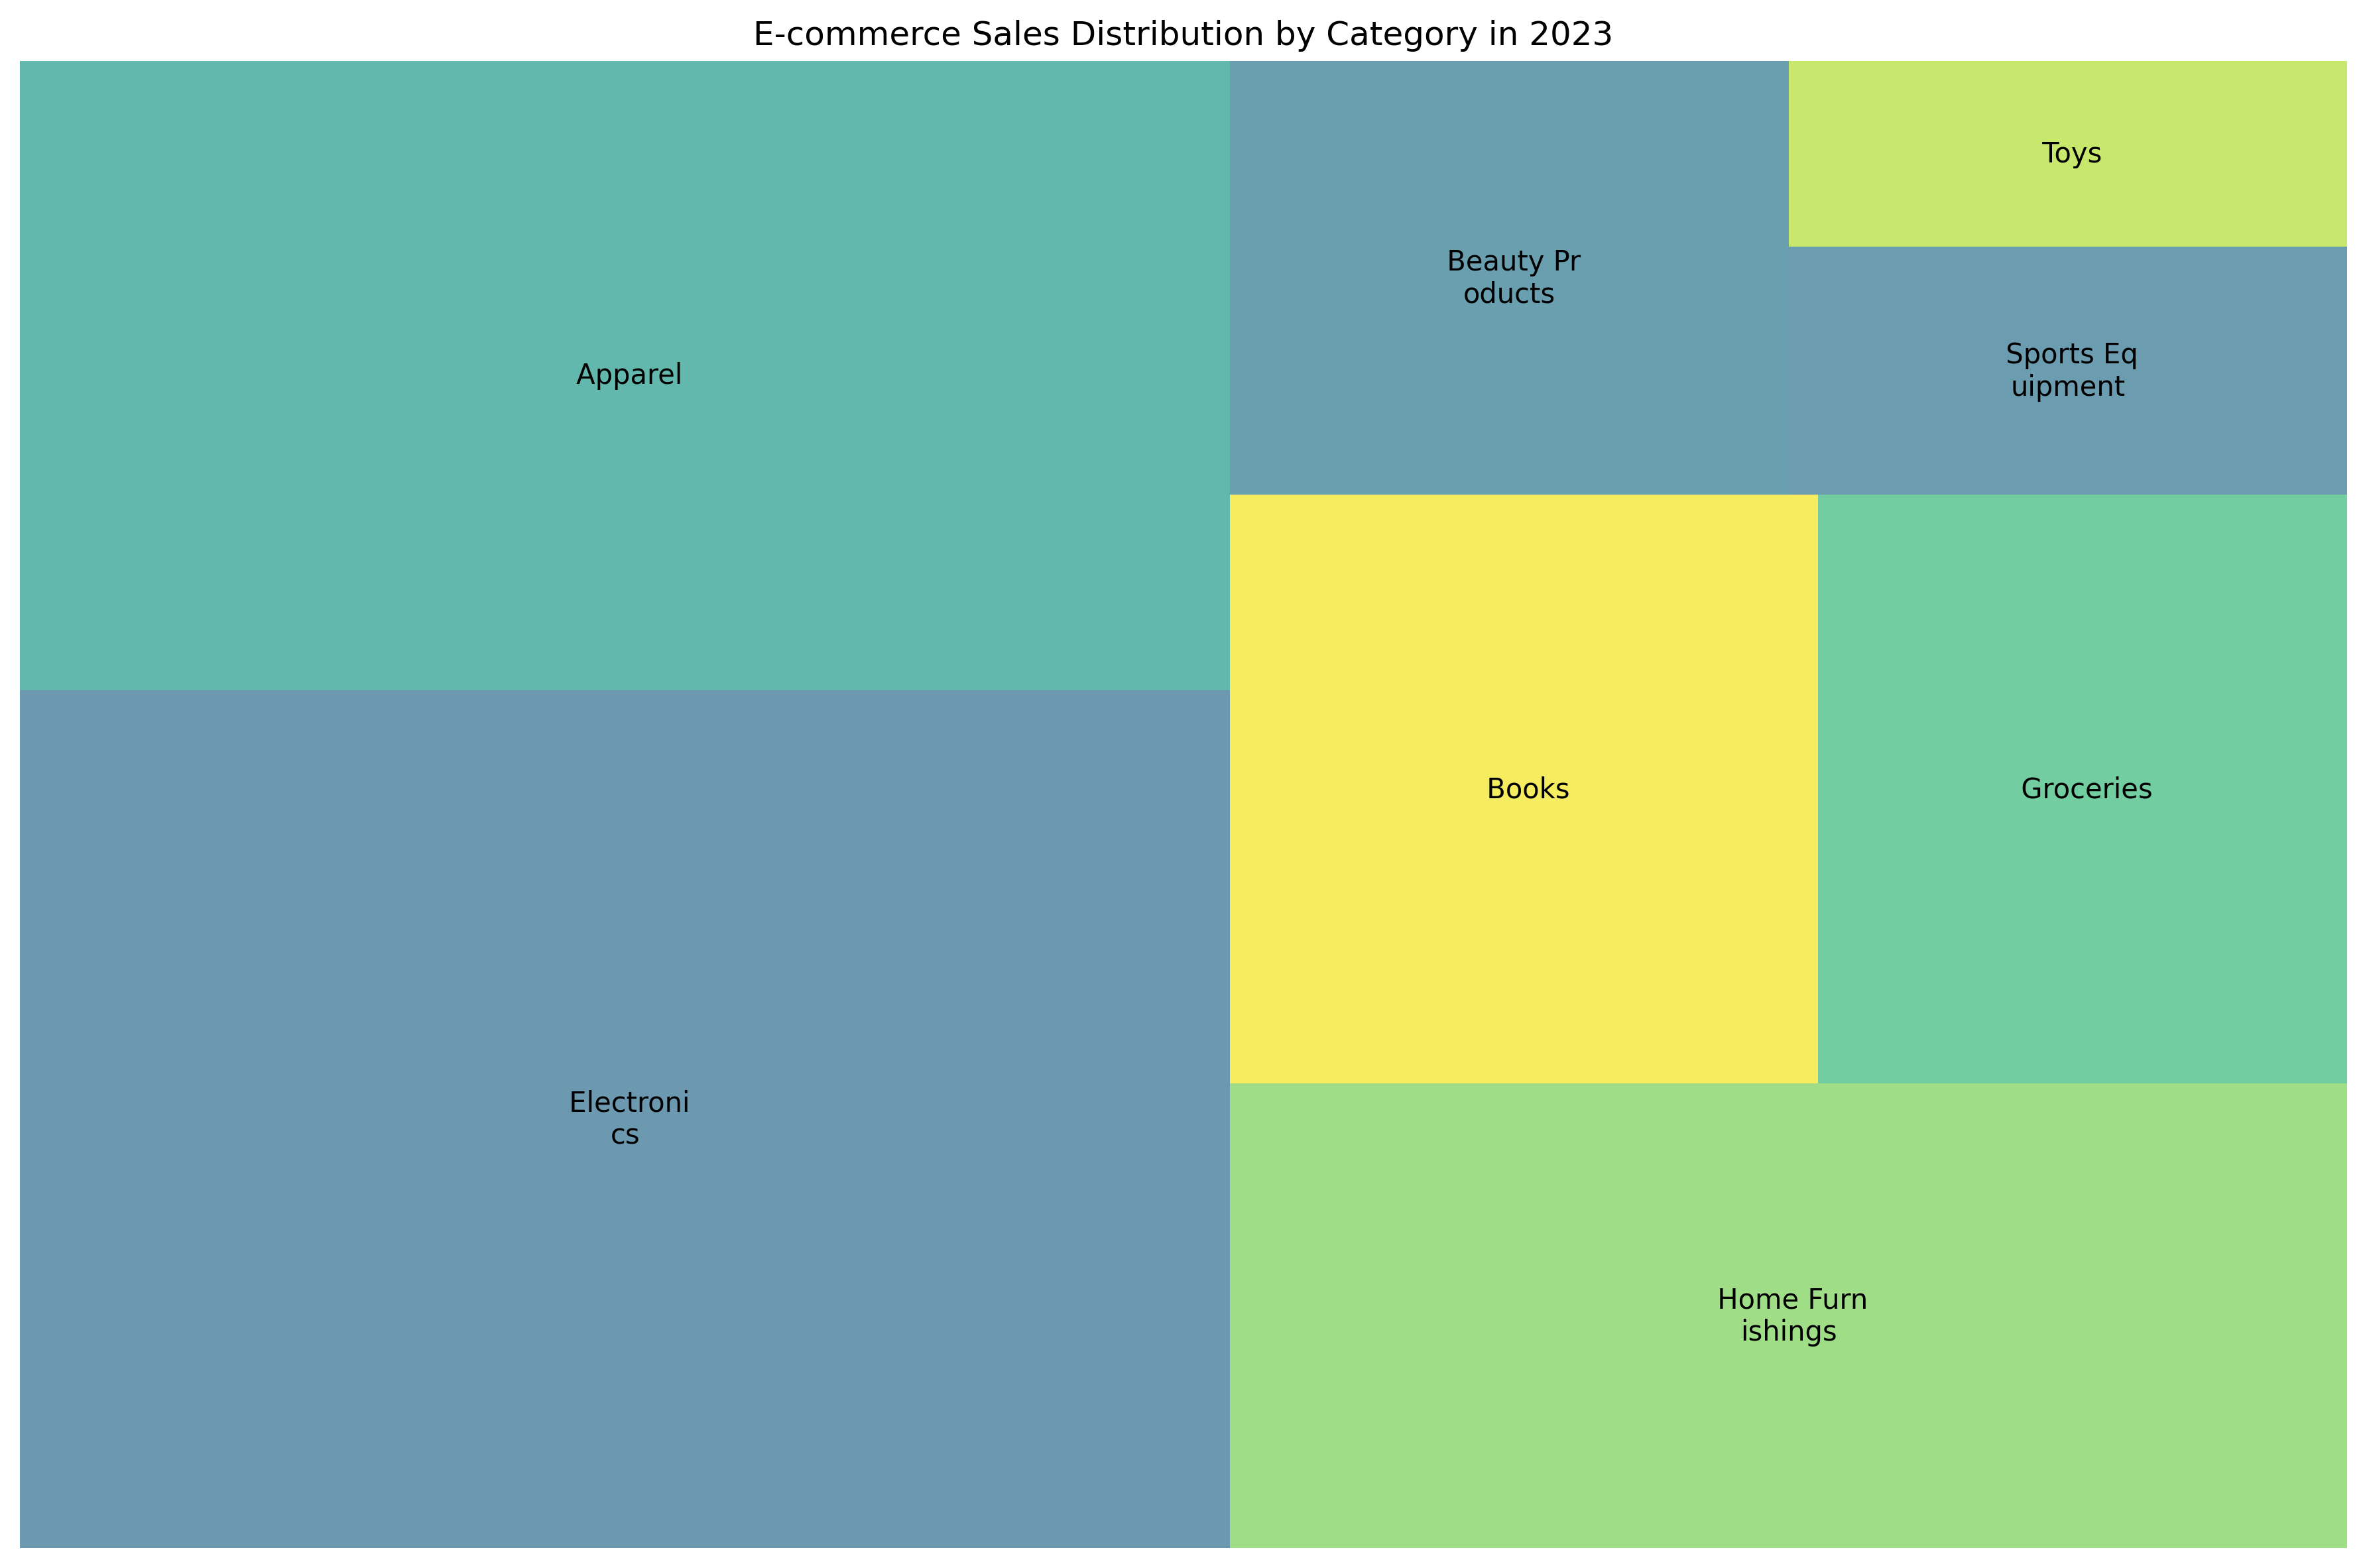 E-commerce Sales Distribution by Category in 2023
Apparel
Beauty Pr
oducts
Toys
Sports Eq
uipment
Books
Groceries
Electroni
cs
Home Furn
ishings